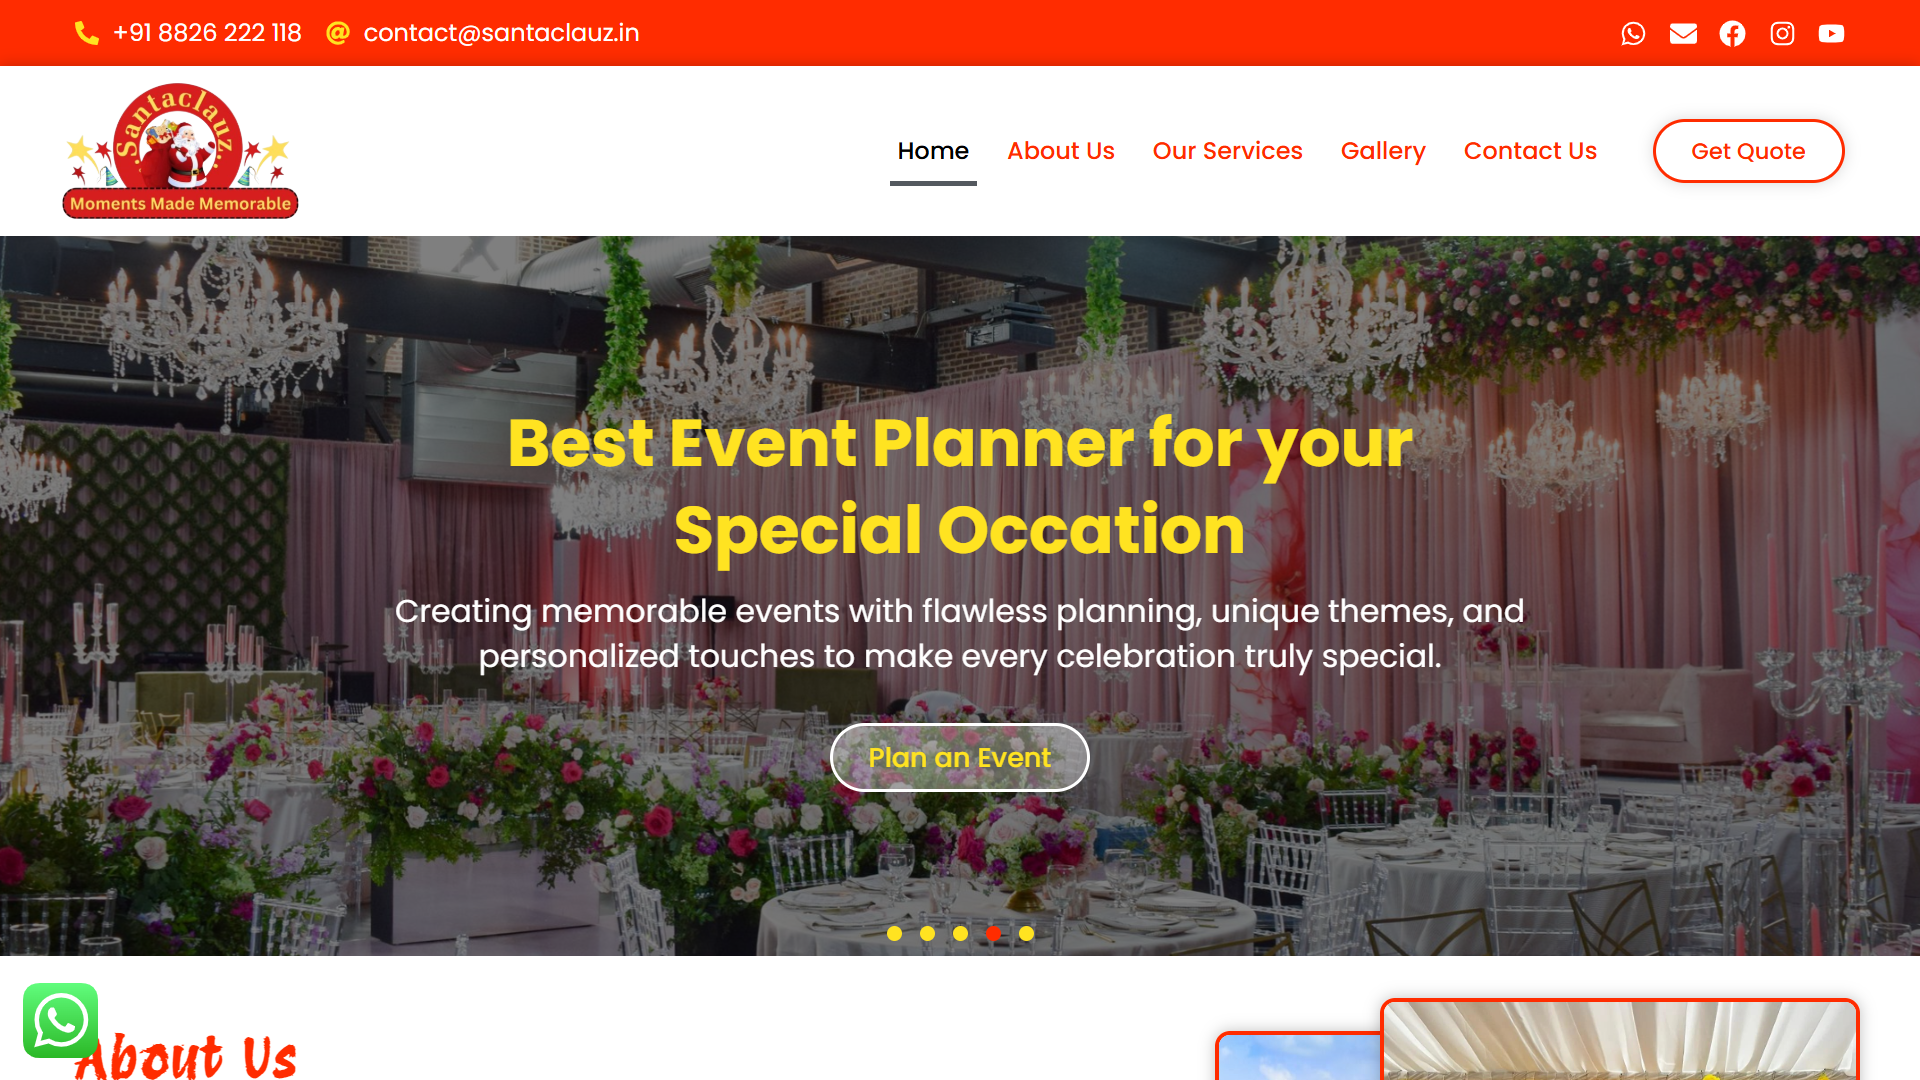 +91 8826 222 118
contact@santaclauz.in
Santaclauz..
Moments Made Memorable
Home
About Us
Our Services
Gallery
Contact Us
Get Quote
Best Event Planner for your
Special Occation
Creating memorable events with flawless planning, unique themes, and
personalized touches to make every celebration truly special.
Plan an Event
About Us